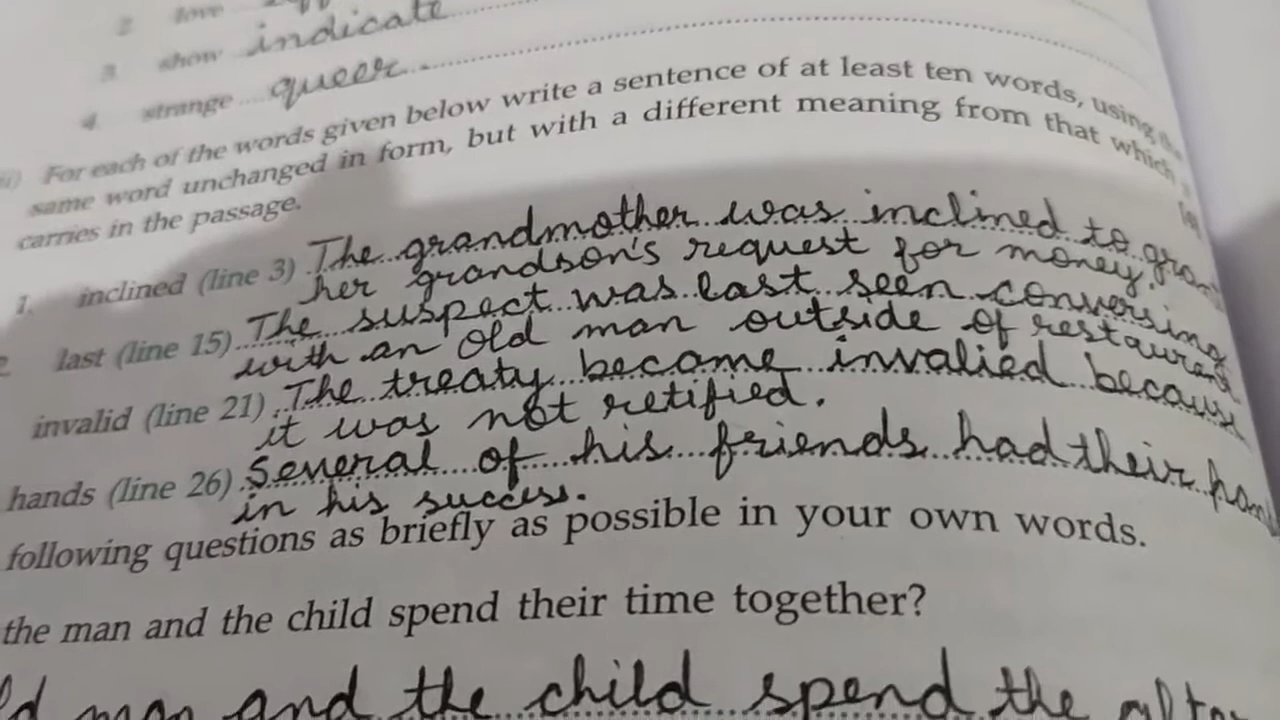 2. love
3. show indicate
4. strange queer
For each of the words given below write a sentence of at least ten words, using the
same word unchanged in form, but with a different meaning from that which
carries in the passage.
1. inclined (line 3) The grandmother was inclined to
her grandson's request for money.
last (line 15) The suspect was last seen conversing
with an old man outside of
invalid (line 21) The treaty become invalied because
it was not retified.
hands (line 26) Several of his friends had their
in his success.
following questions as briefly as possible in your own words.
the man and the child spend their time together?
man and the child spend the